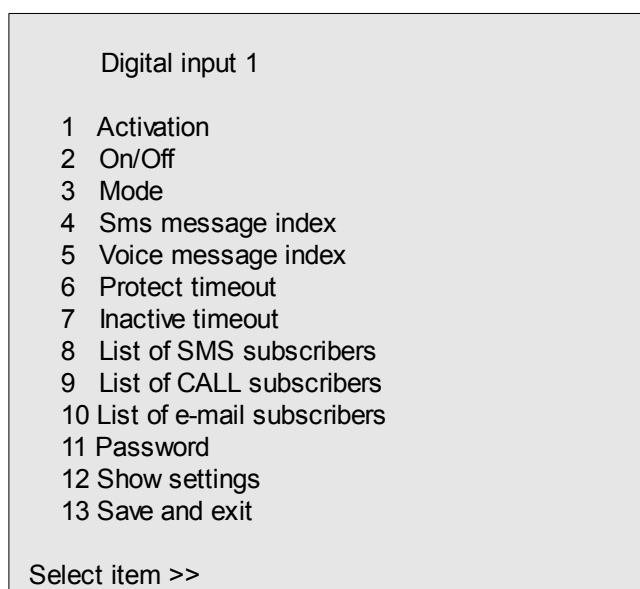 Digital input 1
1 Activation
2 On/Off
3 Mode
4 Sms message index
5 Voice message index
6 Protect timeout
7 Inactive timeout
8 List of SMS subscribers
9 List of CALL subscribers
10 List of e-mail subscribers
11 Password
12 Show settings
13 Save and exit
Select item >>